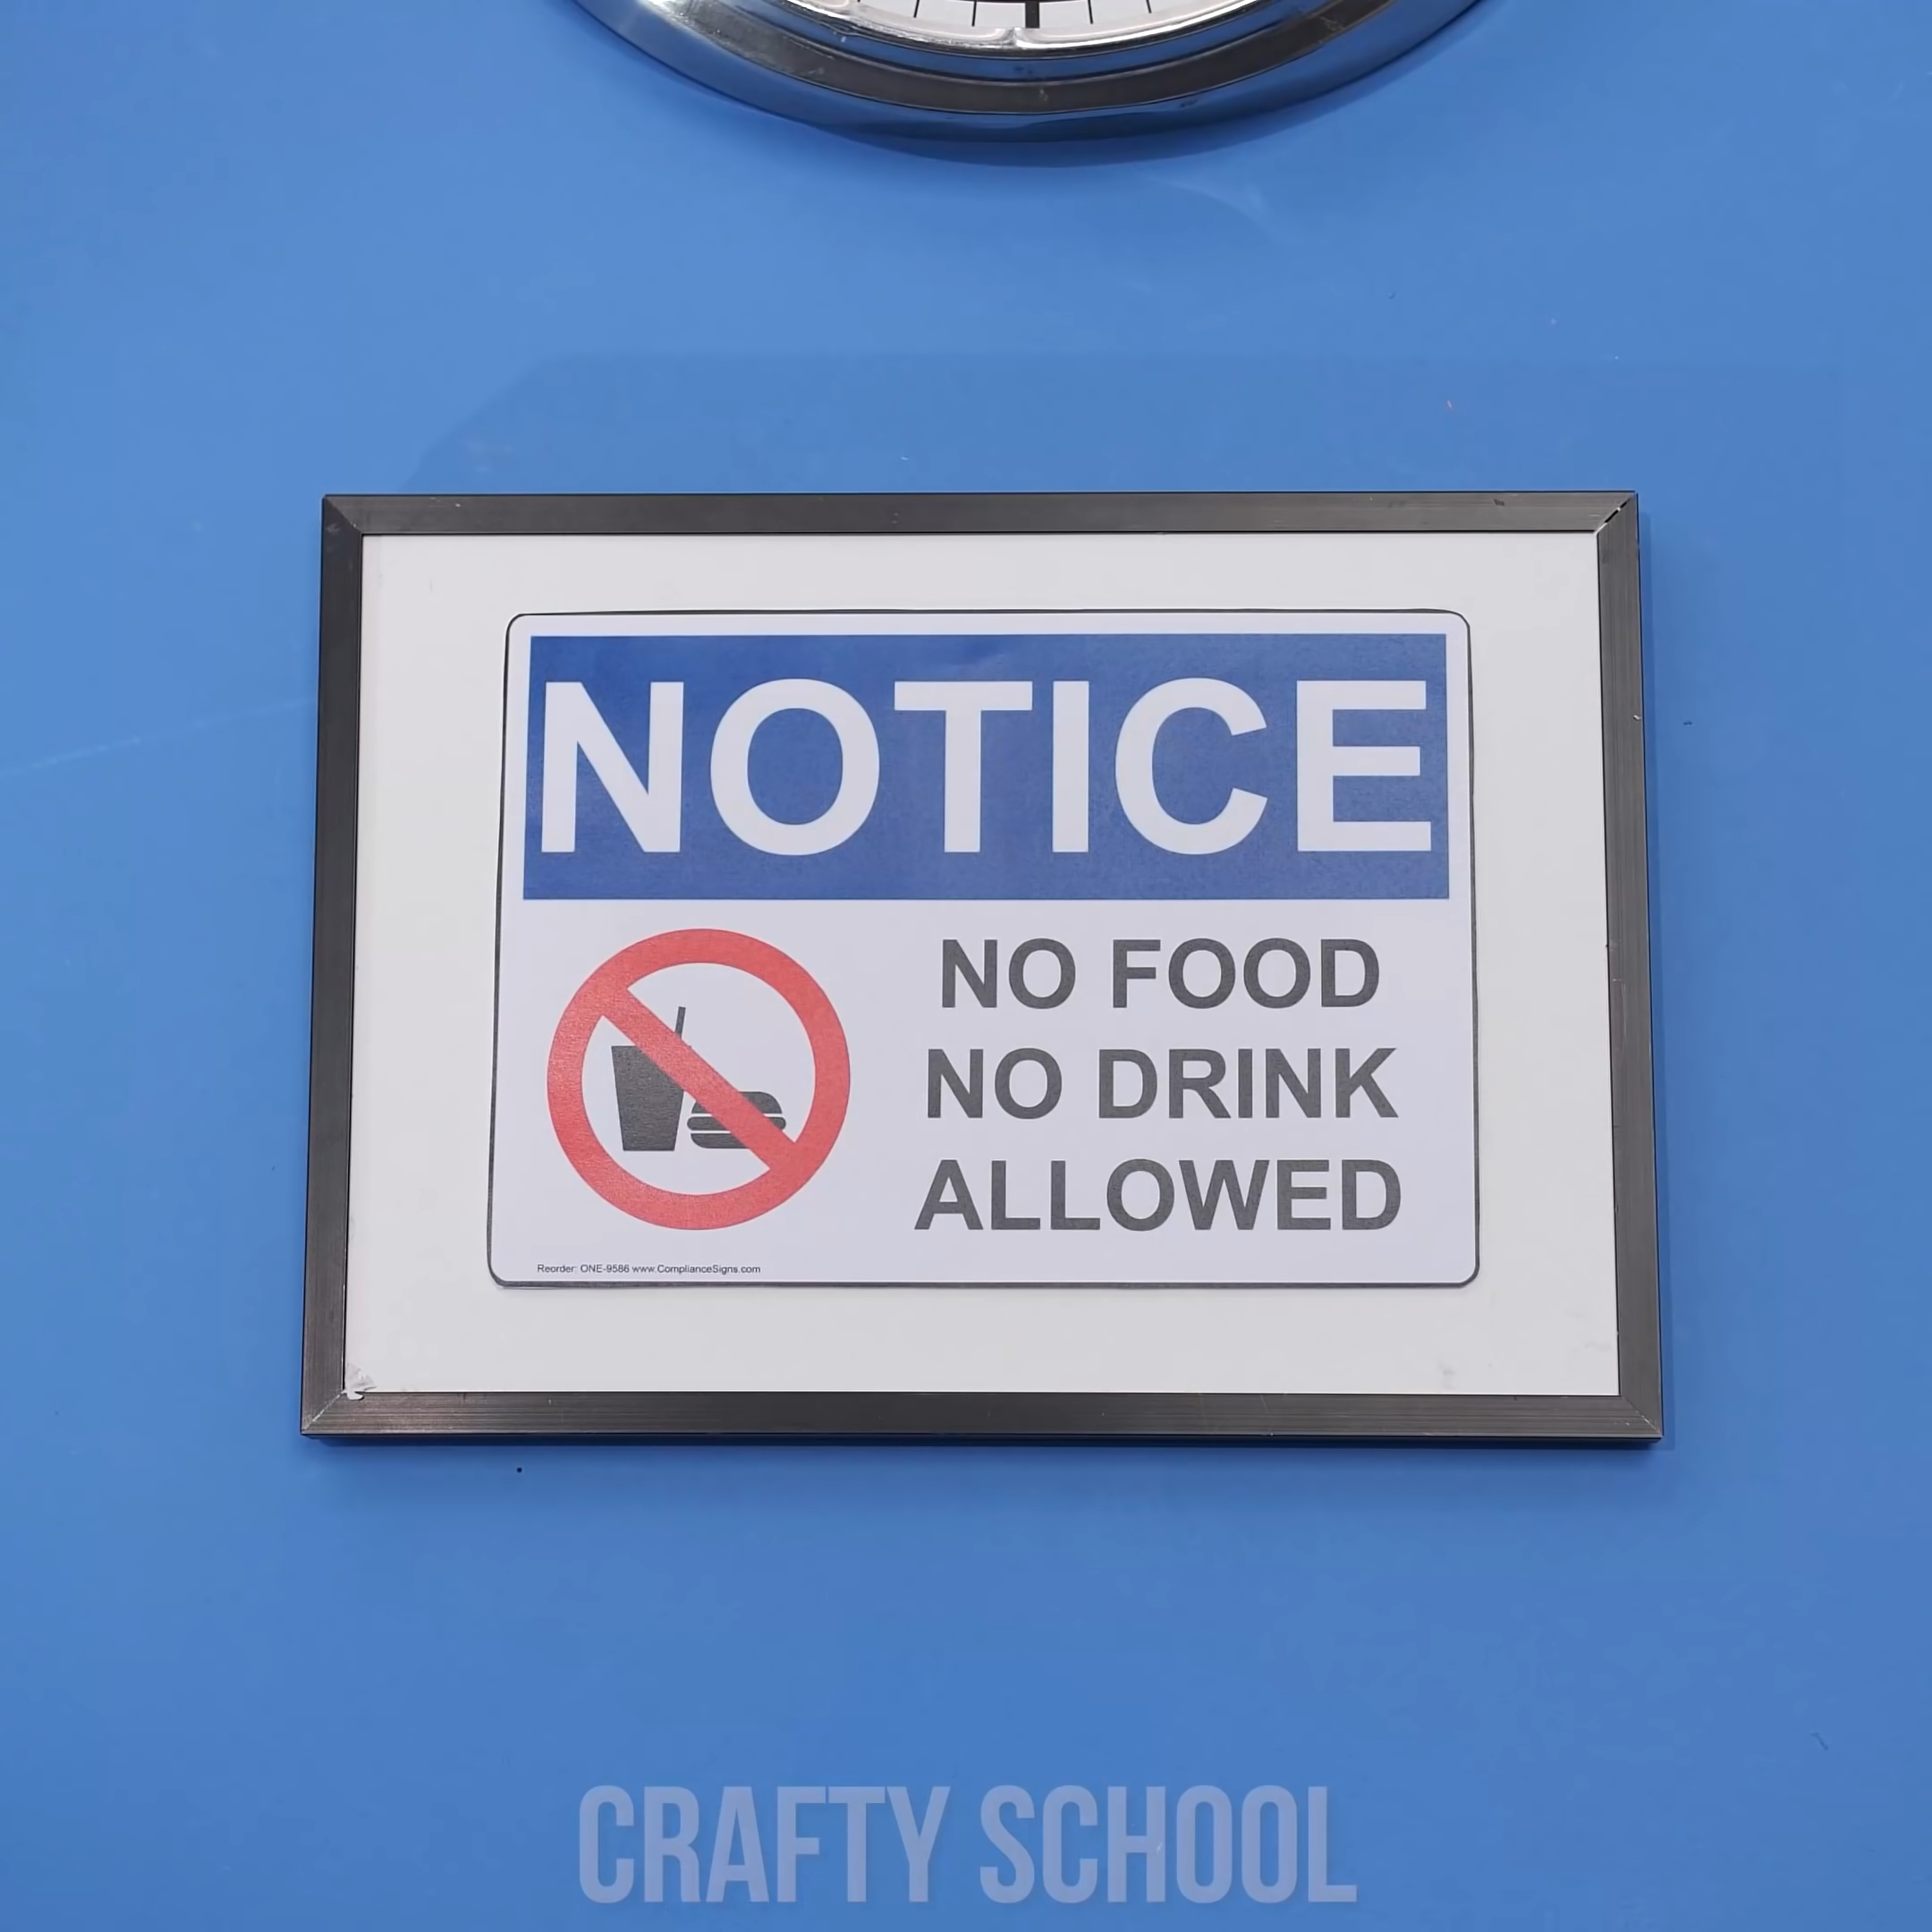 NOTICE
NO FOOD
NO DRINK
ALLOWED
Reorder: ONE-9586 www.ComplianceSigns.com
CRAFTY SCHOOL